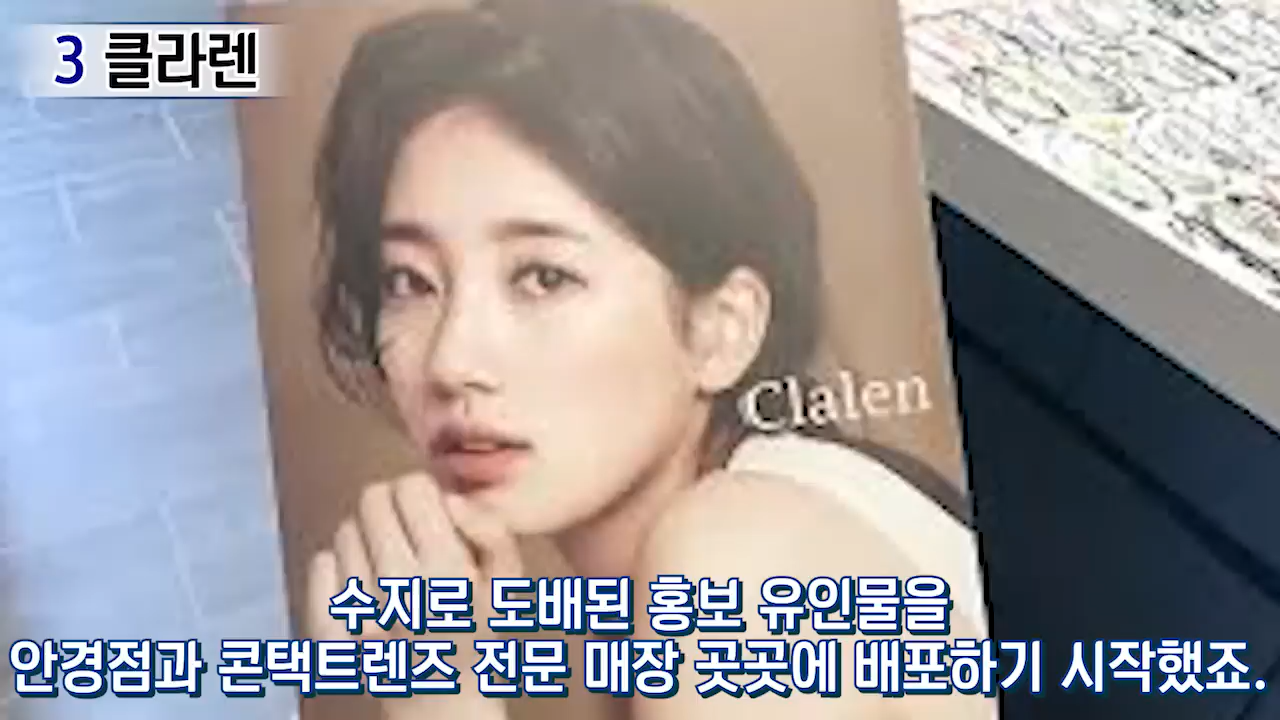 3 클라렌
Clalen
수지로 도배된 홍보 유인물을
안경점과 콘택트렌즈 전문 매장 곳곳에 배포하기 시작했죠.